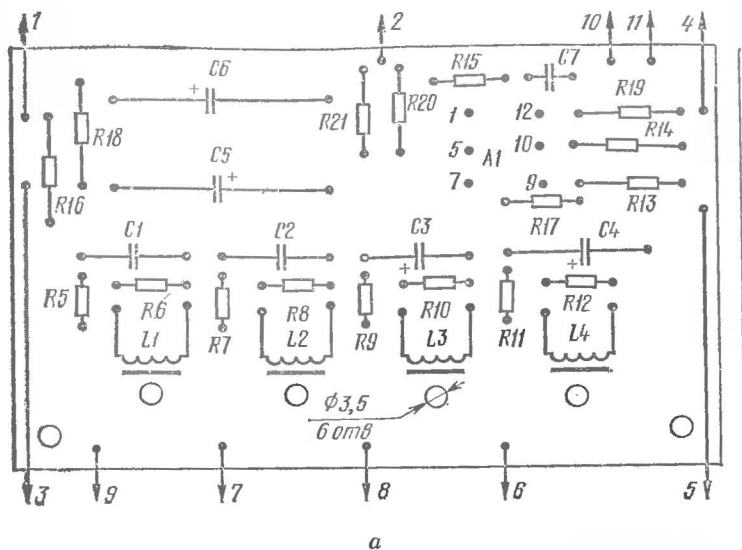 1 2 10 11 4
C6 R15 C7
+ R19
R18 R21 R20 1 12 R14
C5 5 A1 10
+ 7 9 R13
R16 R17
C1 C2 C3 C4
+ +
R5 R6 R7 R8 R9 R10 R11 R12
L1 L2 L3 L4
Ф3,5
6 отв
3 9 7 8 6 5
а